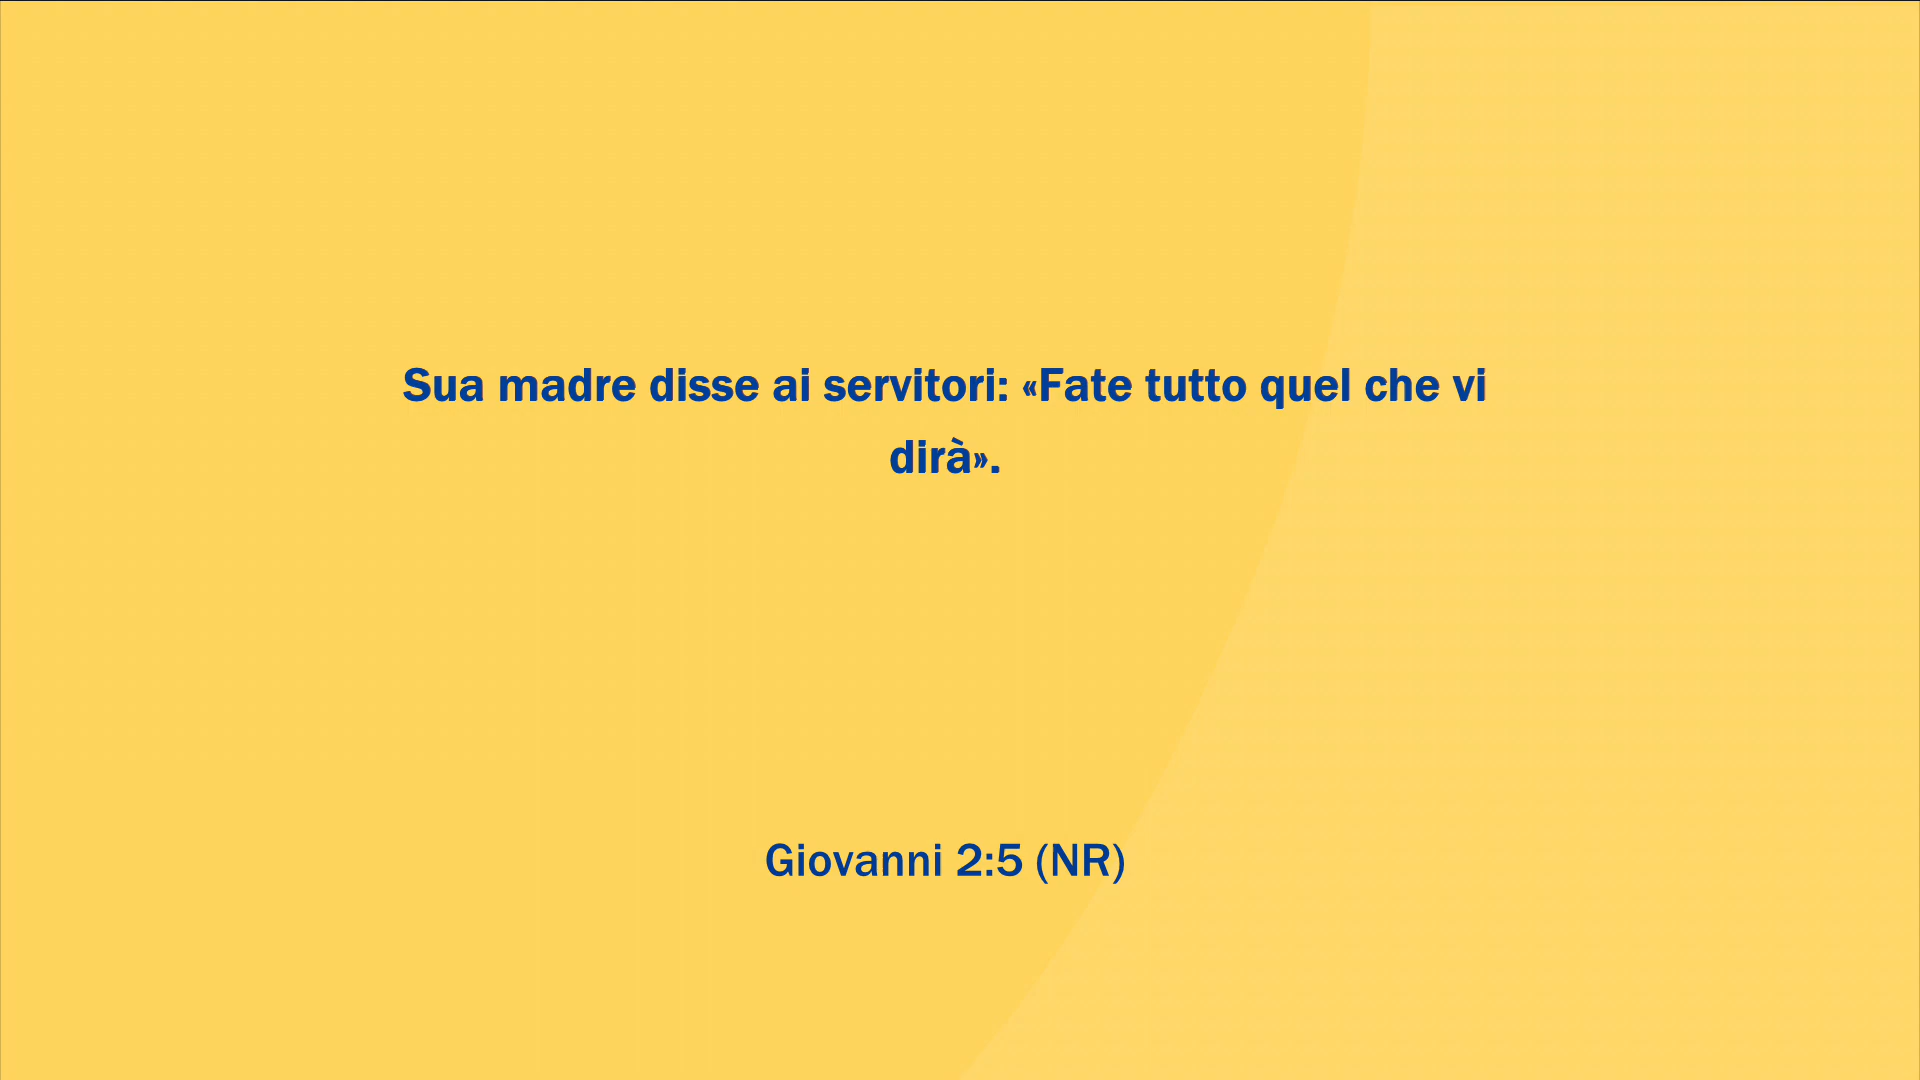 Sua madre disse ai servitori: «Fate tutto quel che vi
dirà».
Giovanni 2:5 (NR)